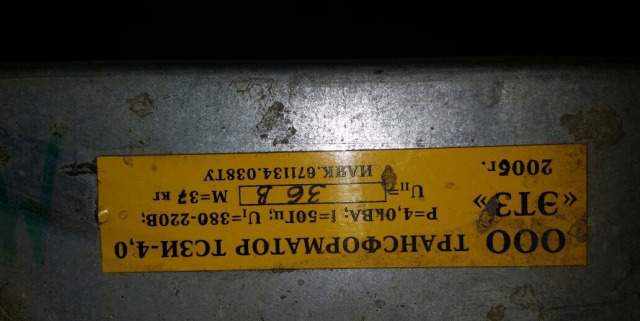 ООО ТРАНСФОРМАТОР ТСЗИ-4,0
«ЭТЗ» P=4,0кВА; f=50Гц; U₁=380-220В;
U₁₁= 36 В M=37 кг
2006г. ИАЯК.671134.038ТУ